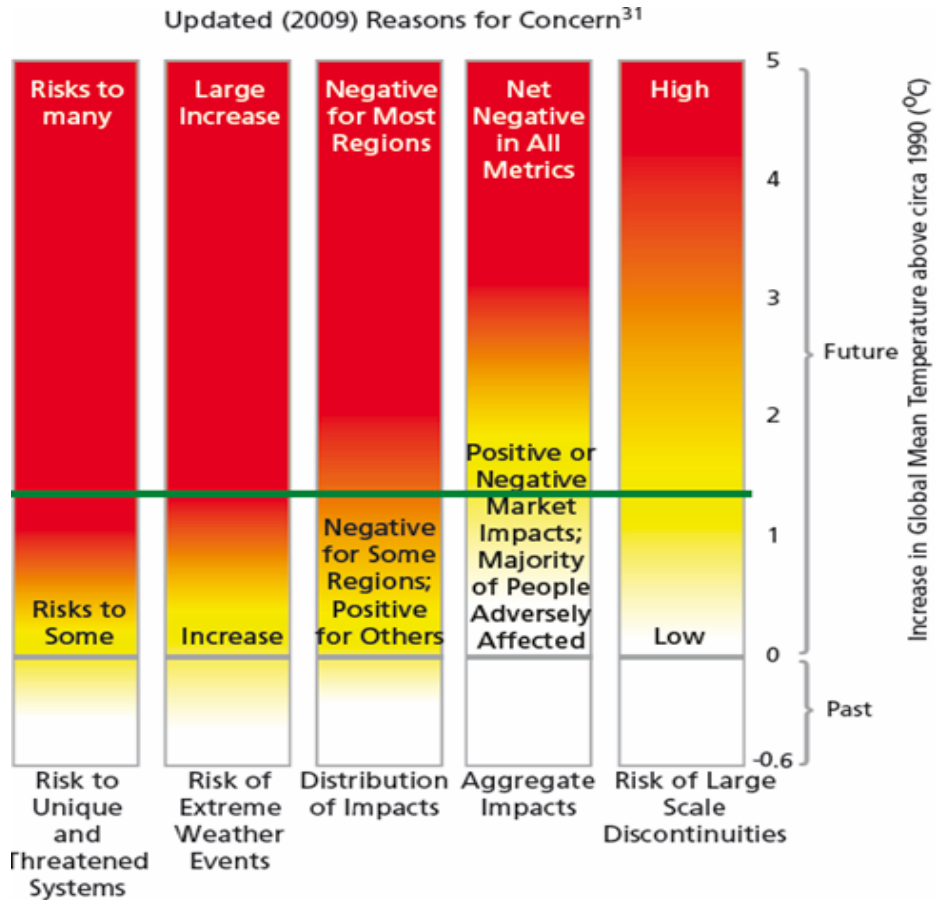 Updated (2009) Reasons for Concern31
Risks to
many
Large
Increase
Negative
for Most
Regions
Net
Negative
in All
Metrics
High
Risks to
Some
Increase
Negative
for Some
Regions;
Positive
for Others
Positive or
Negative
Market
Impacts;
Majority
of People
Adversely
Affected
Low
5
4
3
2
1
0
-0.6
Future
Past
Increase in Global Mean Temperature above circa 1990 (ºC)
Risk to
Unique
and
Threatened
Systems
Risk of
Extreme
Weather
Events
Distribution
of Impacts
Aggregate
Impacts
Risk of Large
Scale
Discontinuities